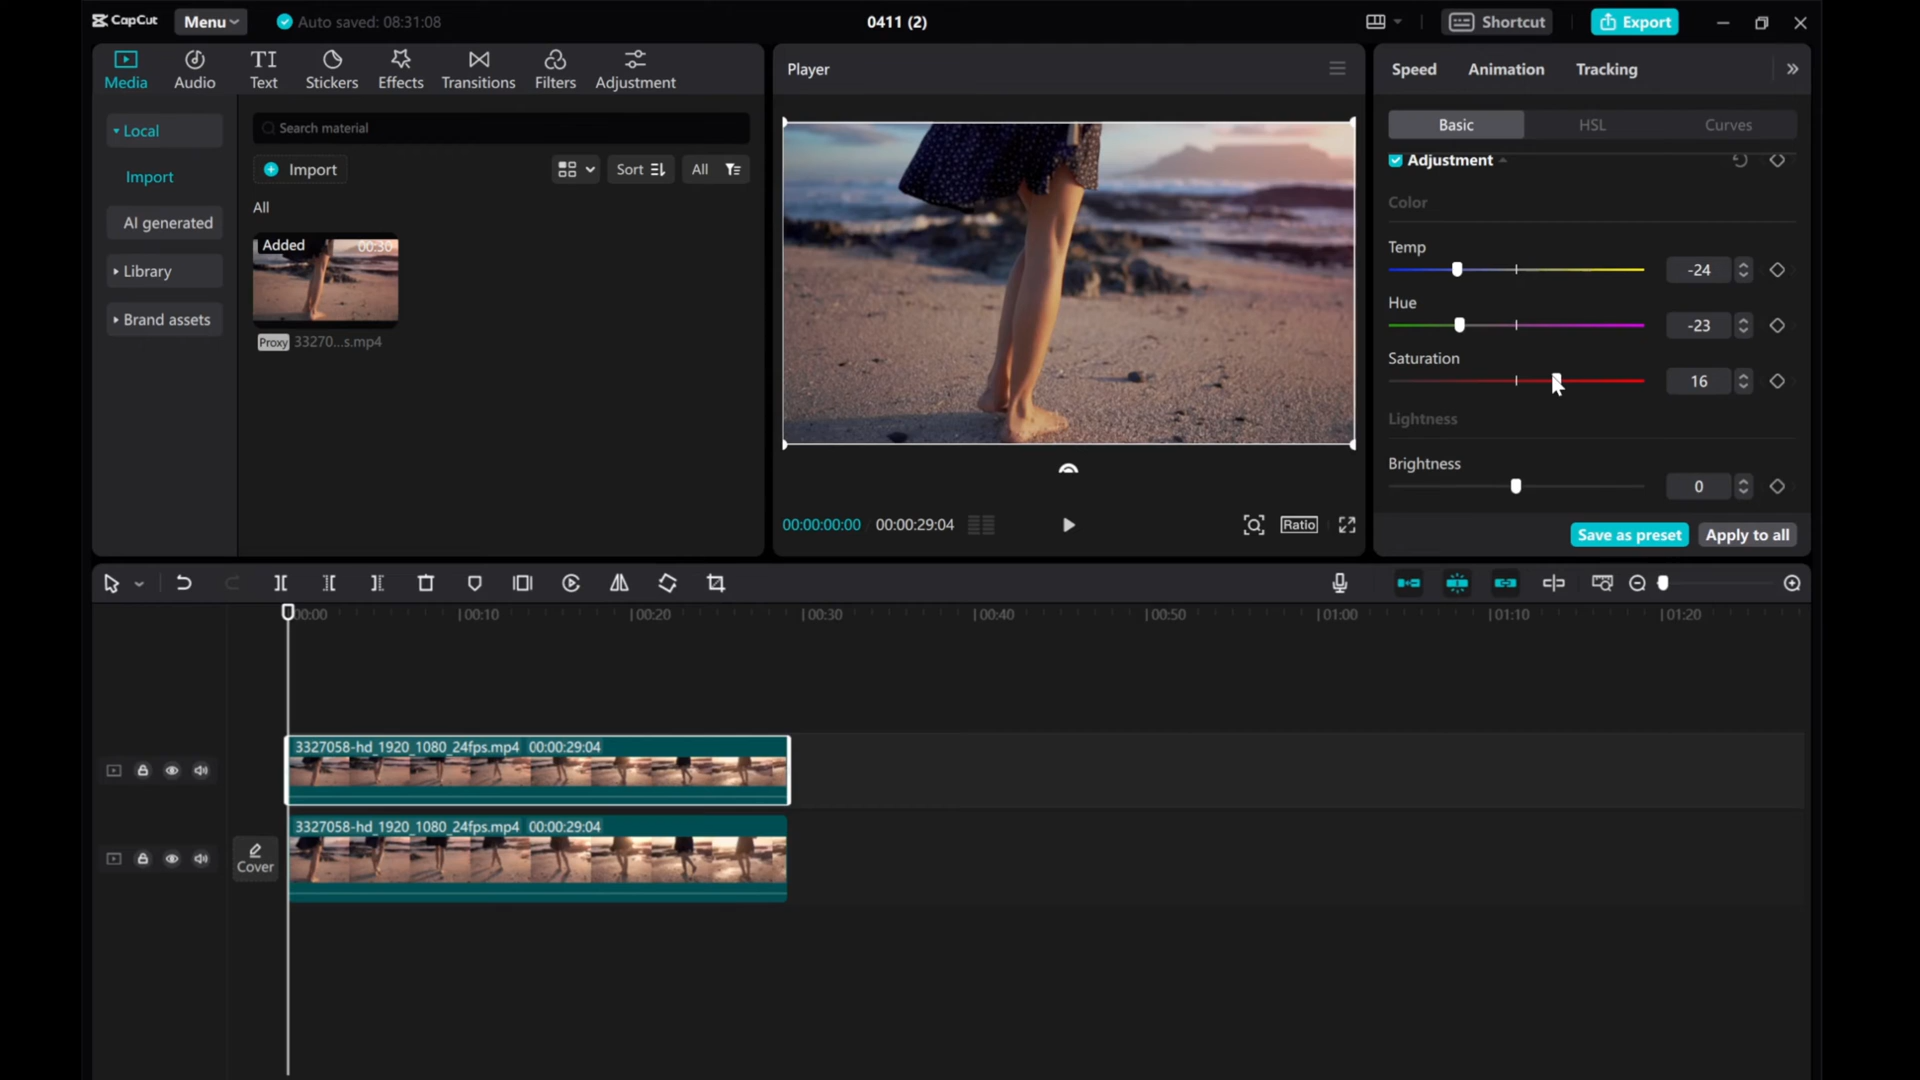 CapCut Menu Auto saved: 08:31:08 0411 (2) Shortcut Export
Media Audio Text Stickers Effects Transitions Filters Adjustment
Local
Import
AI generated
Library
Brand assets
Search material
Import Sort All
All
Added 00:30
Proxy 33270...s.mp4
Player
00:00:00:00 00:00:29:04 Ratio
Speed Animation Tracking
Basic HSL Curves
Adjustment
Color
Temp
-24
Hue
-23
Saturation
16
Lightness
Brightness
0
Save as preset Apply to all
00:00 00:10 00:20 00:30 00:40 00:50 01:00 01:10 01:20
3327058-hd_1920_1080_24fps.mp4 00:00:29:04
3327058-hd_1920_1080_24fps.mp4 00:00:29:04
Cover